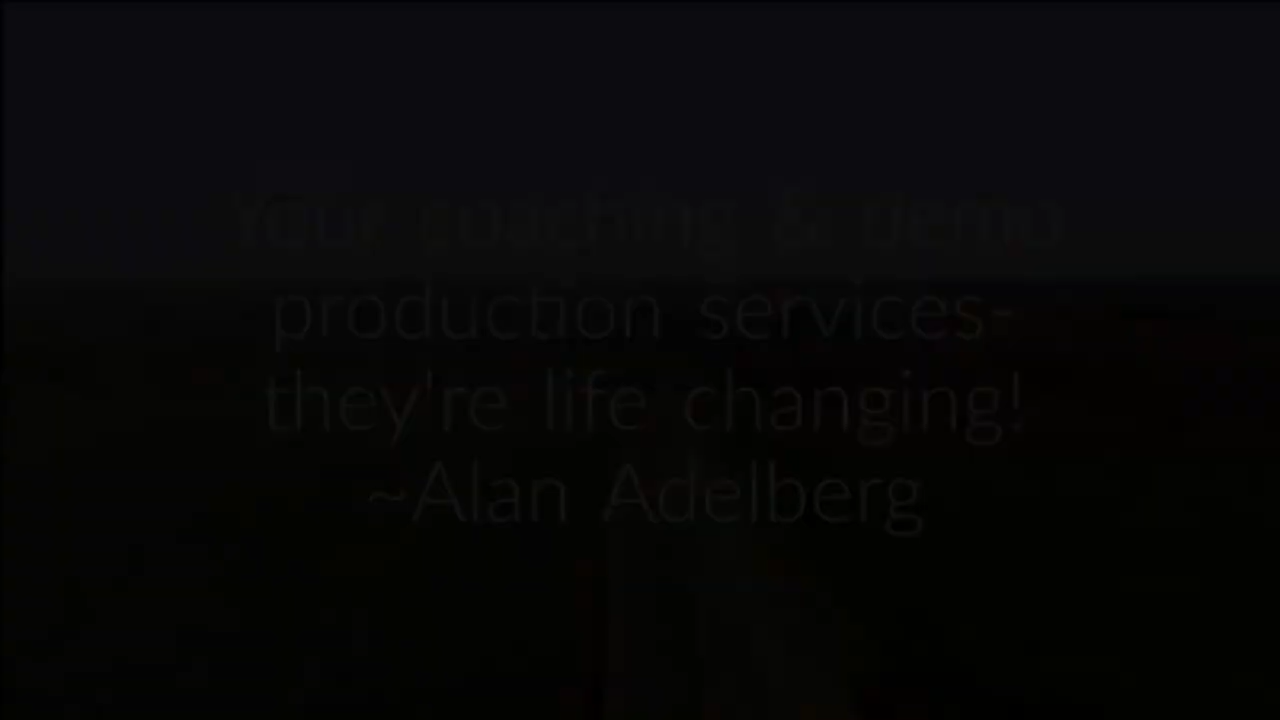 Your coaching & demo
production services-
they're life changing!
~Alan Adelberg